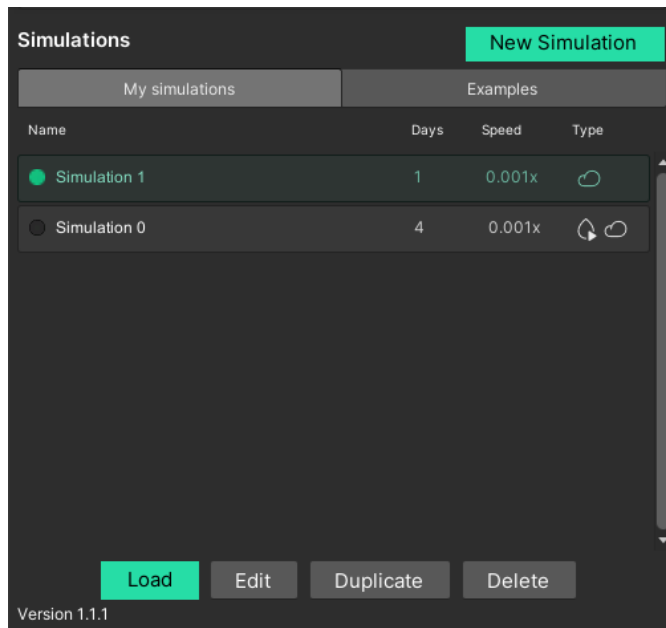 Simulations
New Simulation
My simulations Examples
Name Days Speed Type
Simulation 1 1 0.001x
Simulation 0 4 0.001x
Load Edit Duplicate Delete
Version 1.1.1